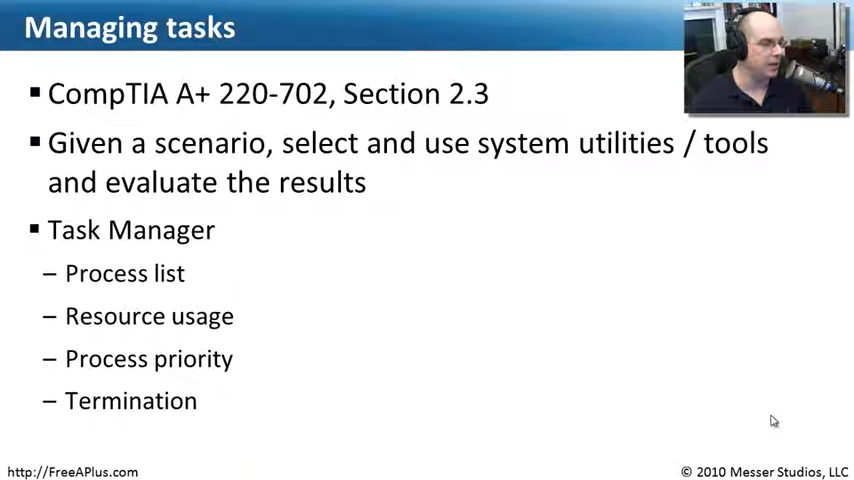 Managing tasks
▪ CompTIA A+ 220-702, Section 2.3
▪ Given a scenario, select and use system utilities / tools
and evaluate the results
▪ Task Manager
– Process list
– Resource usage
– Process priority
– Termination
http://FreeAPlus.com
© 2010 Messer Studios, LLC